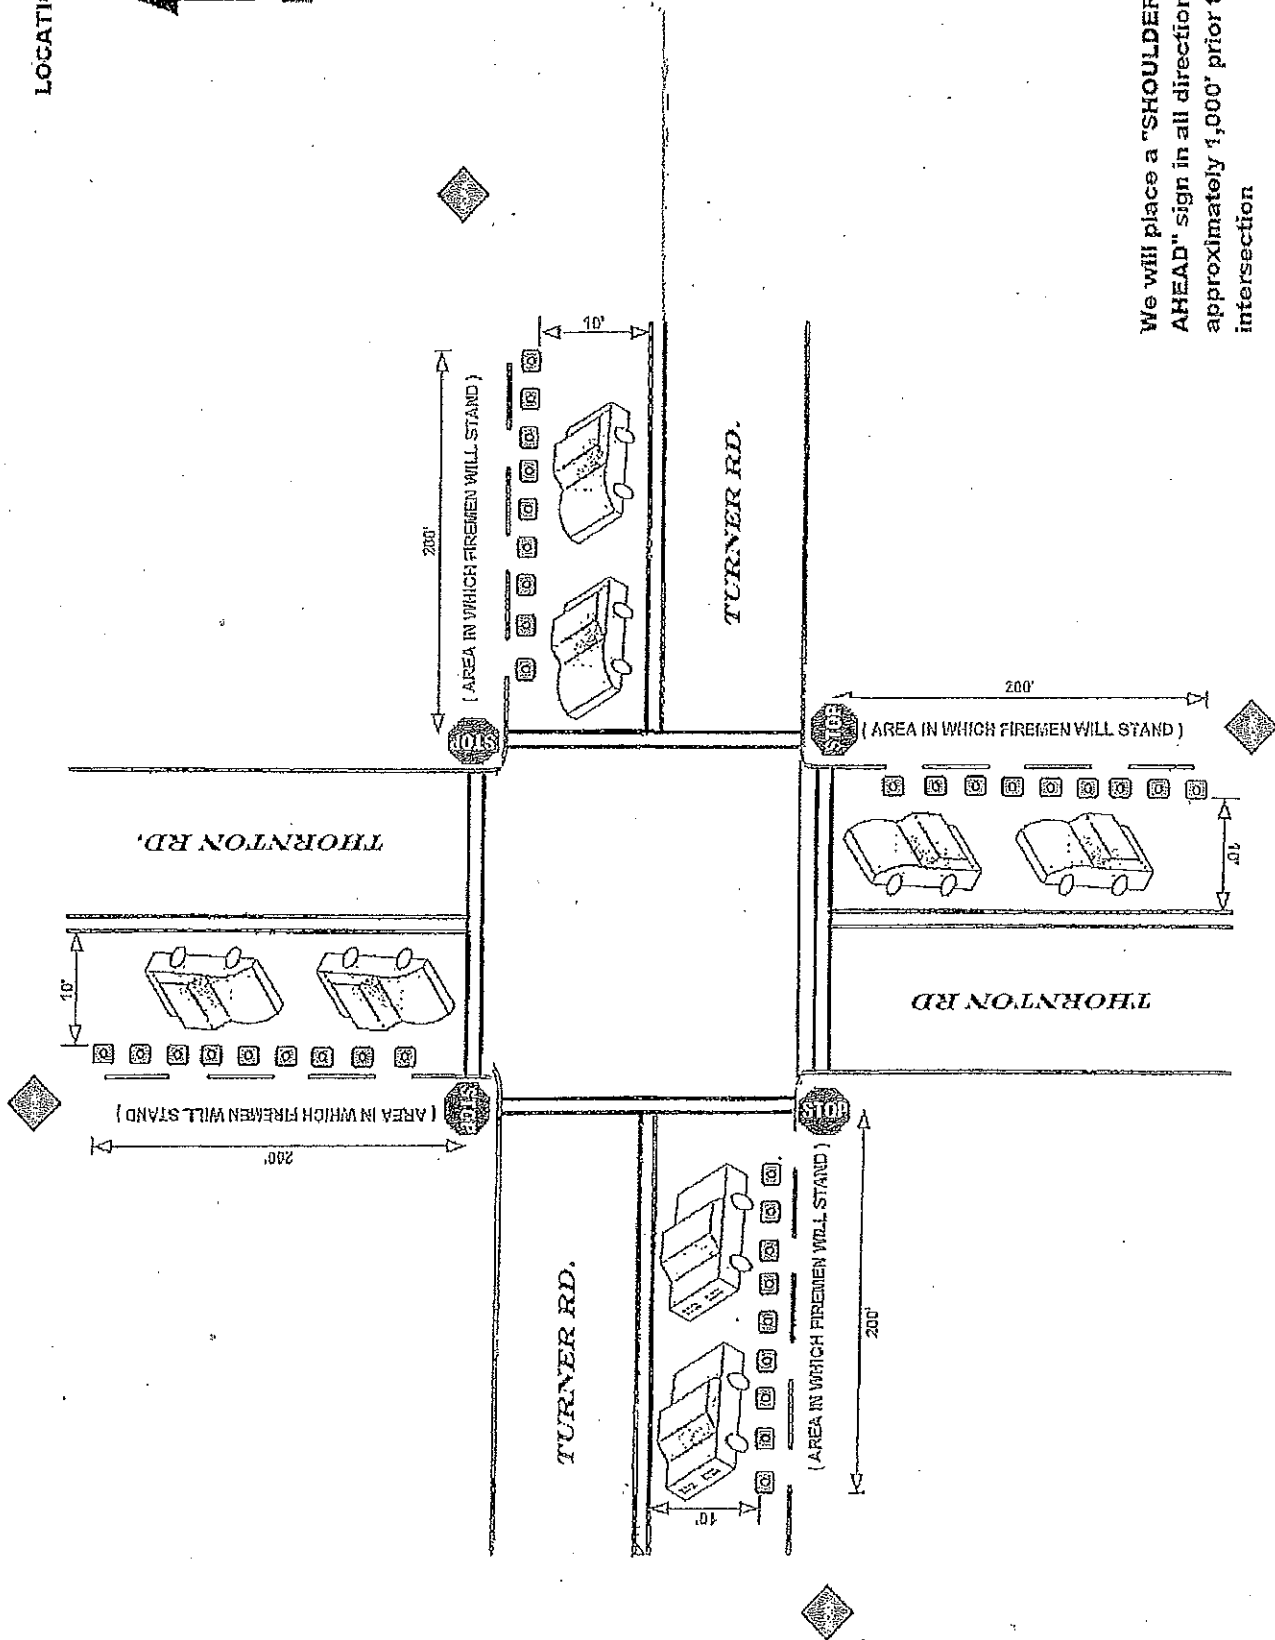 LOCATI
10'
200'
( AREA IN WHICH FIREMEN WILL STAND )
STOP
TURNER RD.
THORNTON RD.
10'
200'
( AREA IN WHICH FIREMEN WILL STAND )
STOP
200'
( AREA IN WHICH FIREMEN WILL STAND )
10'
THORNTON RD
STOP
( AREA IN WHICH FIREMEN WILL STAND )
200'
10'
TURNER RD.
We will place a "SHOULDER
AHEAD" sign in all direction
approximately 1,000' prior
intersection